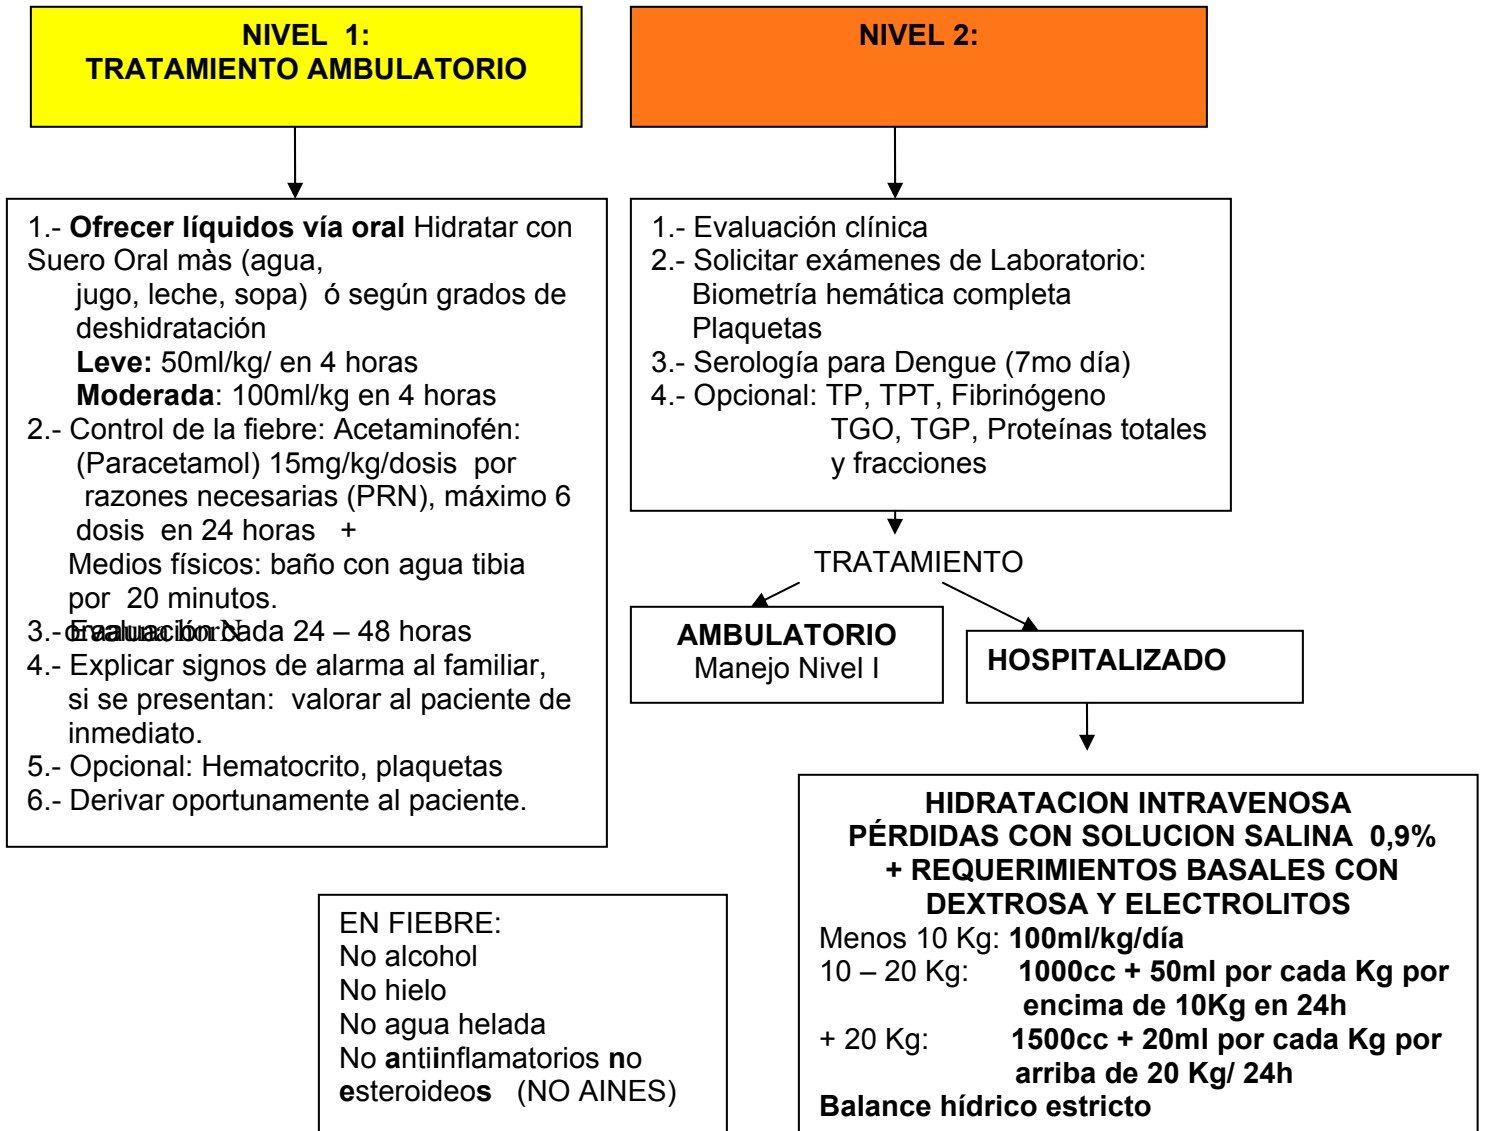 NIVEL 1:
TRATAMIENTO AMBULATORIO
1.- Ofrecer líquidos vía oral Hidratar con
Suero Oral màs (agua,
jugo, leche, sopa) ó según grados de
deshidratación
Leve: 50ml/kg/ en 4 horas
Moderada: 100ml/kg en 4 horas
2.- Control de la fiebre: Acetaminofén:
(Paracetamol) 15mg/kg/dosis por
razones necesarias (PRN), máximo 6
dosis en 24 horas +
Medios físicos: baño con agua tibia
por 20 minutos.
3.- Evaluación cada 24 – 48 horas
4.- Explicar signos de alarma al familiar,
si se presentan: valorar al paciente de
inmediato.
5.- Opcional: Hematocrito, plaquetas
6.- Derivar oportunamente al paciente.
NIVEL 2:
1.- Evaluación clínica
2.- Solicitar exámenes de Laboratorio:
Biometría hemática completa
Plaquetas
3.- Serología para Dengue (7mo día)
4.- Opcional: TP, TPT, Fibrinógeno
TGO, TGP, Proteínas totales
y fracciones
TRATAMIENTO
AMBULATORIO
Manejo Nivel I
HOSPITALIZADO
HIDRATACION INTRAVENOSA
PÉRDIDAS CON SOLUCION SALINA 0,9%
+ REQUERIMIENTOS BASALES CON
DEXTROSA Y ELECTROLITOS
Menos 10 Kg: 100ml/kg/día
10 – 20 Kg: 1000cc + 50ml por cada Kg por
encima de 10Kg en 24h
+ 20 Kg: 1500cc + 20ml por cada Kg por
arriba de 20 Kg/ 24h
Balance hídrico estricto
EN FIEBRE:
No alcohol
No hielo
No agua helada
No antiinflamatorios no
esteroideos (NO AINES)